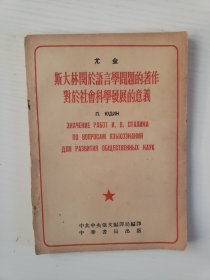 尤金
斯大林關於語言學問題的著作
對於社會科學發展的意義
П. ЮДИН
ЗНАЧЕНИЕ РАБОТ И. В. СТАЛИНА
ПО ВОПРОСАМ ЯЗЫКОЗНАНИЯ
ДЛЯ РАЗВИТИЯ ОБЩЕСТВЕННЫХ НАУК
中共中央俄文編譯局編譯
中華書局出版